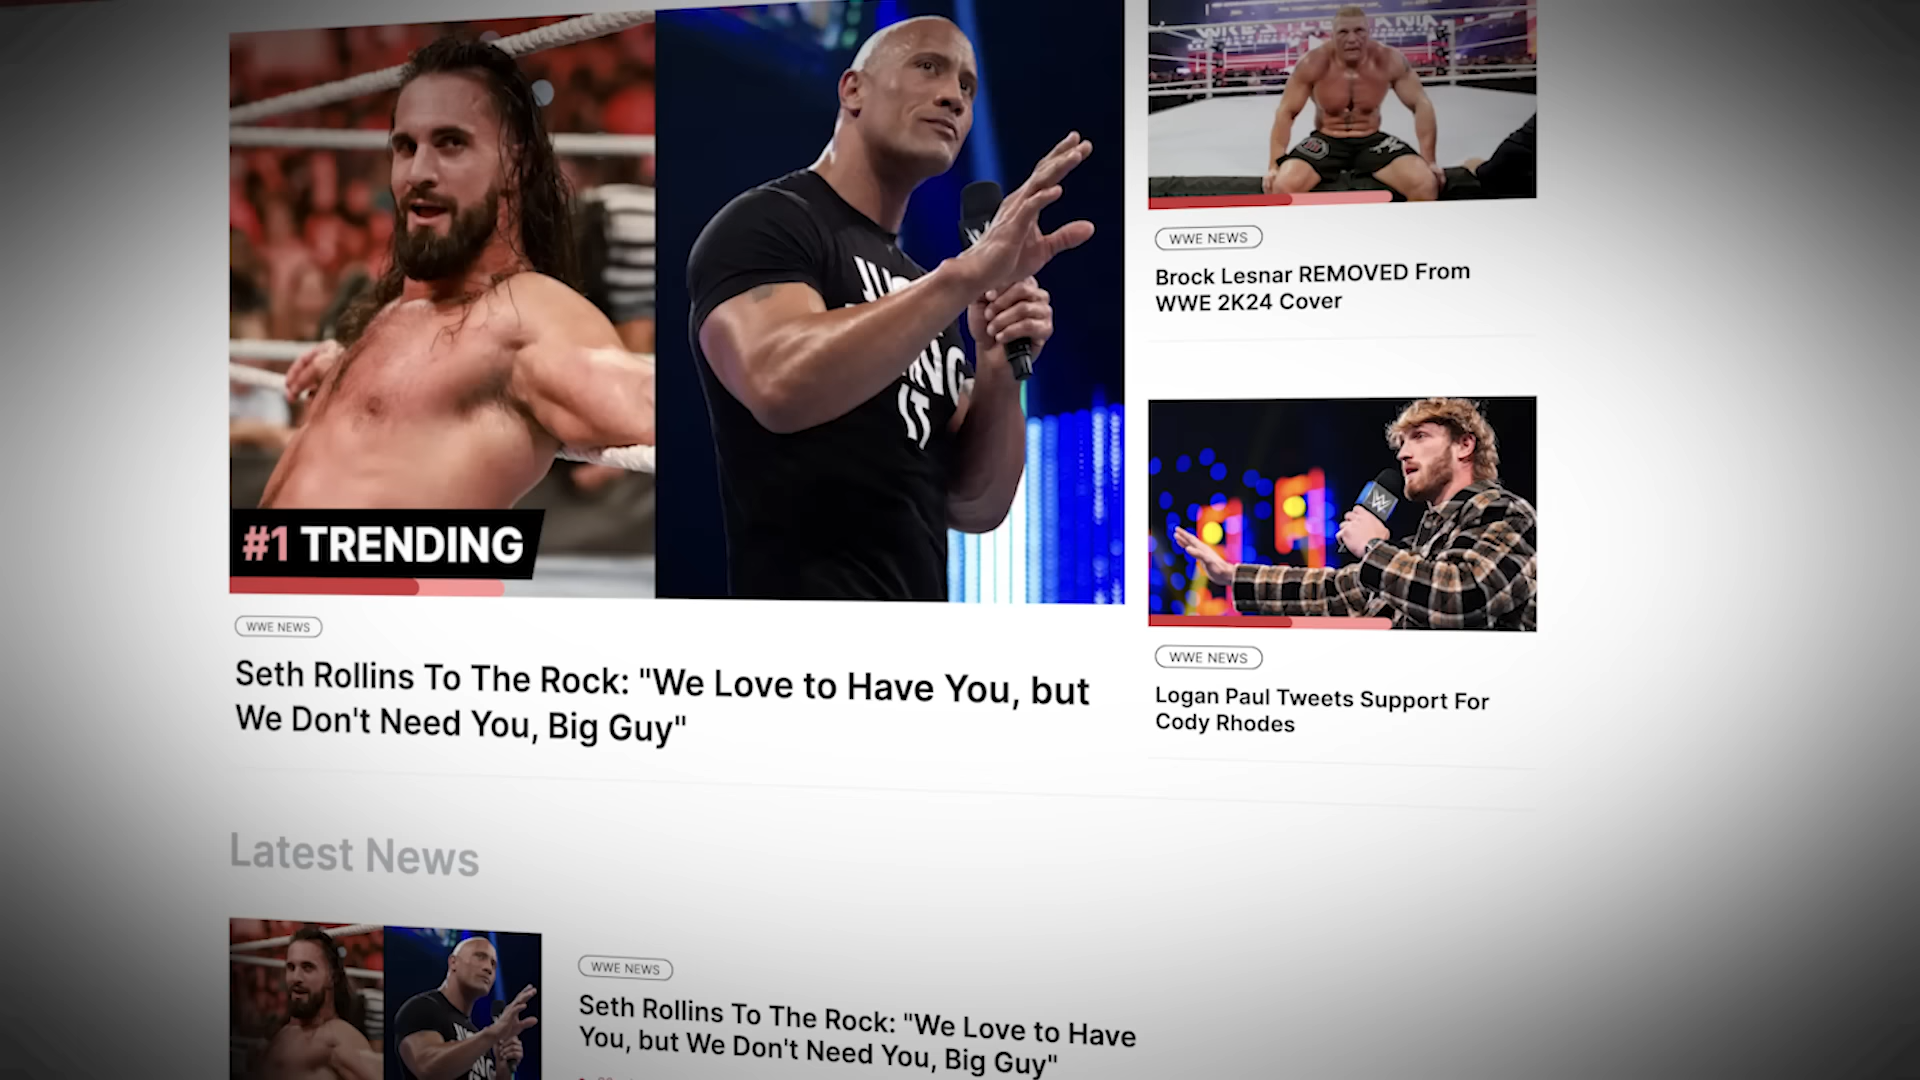 #1 TRENDING
WWE NEWS
Seth Rollins To The Rock: "We Love to Have You, but
We Don't Need You, Big Guy"
WWE NEWS
Brock Lesnar REMOVED From
WWE 2K24 Cover
WWE NEWS
Logan Paul Tweets Support For
Cody Rhodes
Latest News
WWE NEWS
Seth Rollins To The Rock: "We Love to Have
You, but We Don't Need You, Big Guy"